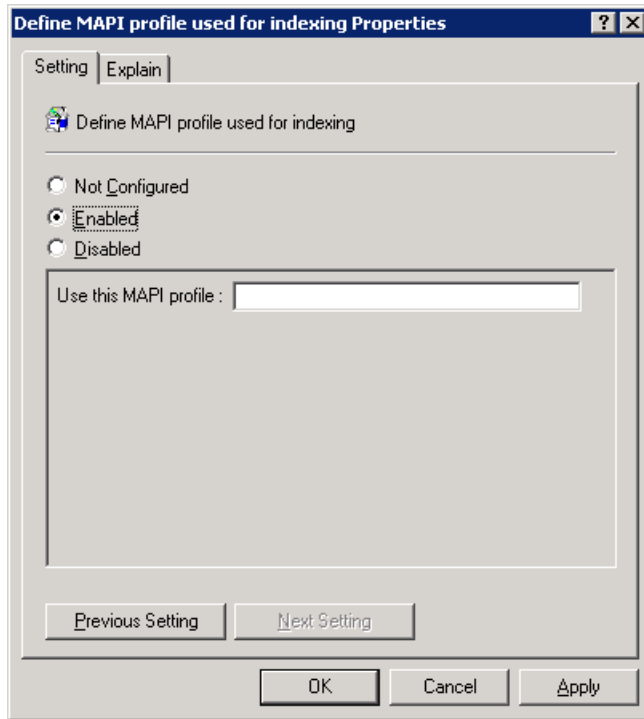 Define MAPI profile used for indexing Properties
Setting Explain
Define MAPI profile used for indexing
Not Configured
Enabled
Disabled
Use this MAPI profile :
Previous Setting Next Setting
OK Cancel Apply